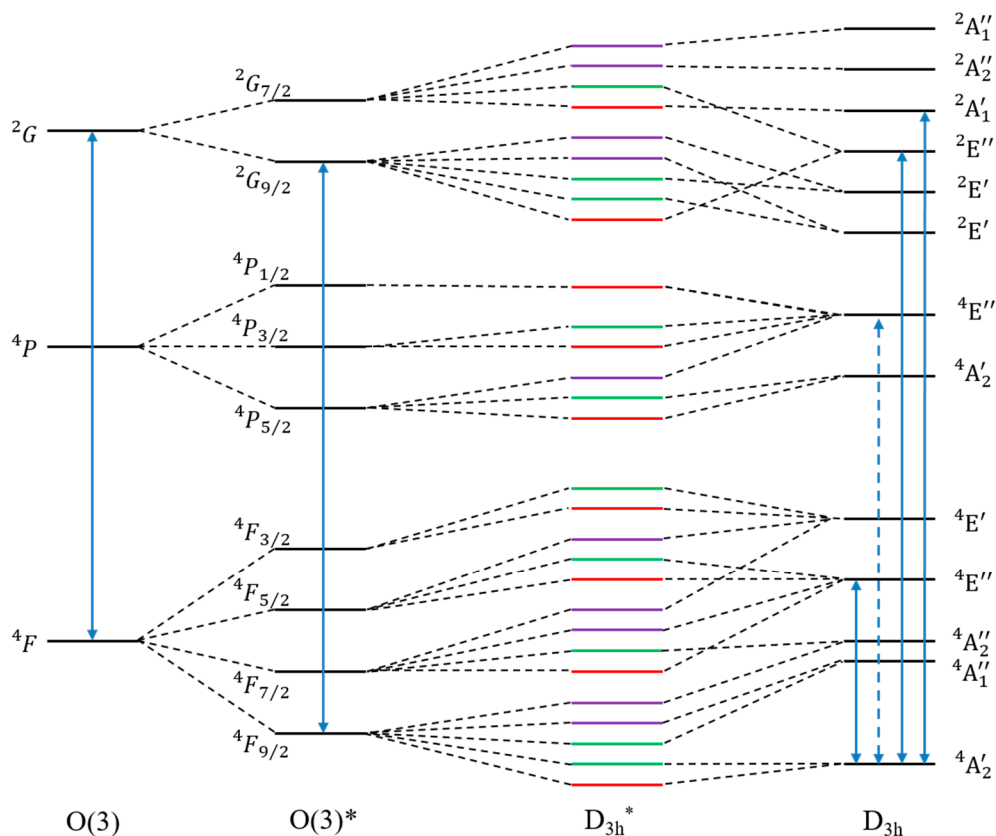 ²G
⁴P
⁴F
²G₇/₂
²G₉/₂
⁴P₁/₂
⁴P₃/₂
⁴P₅/₂
⁴F₃/₂
⁴F₅/₂
⁴F₇/₂
⁴F₉/₂
²A₁′′
²A₂′′
²A₁′
²E′′
²E′
²E′
⁴E′′
⁴A₂′
⁴E′
⁴E′′
⁴A₂′′
⁴A₁′′
⁴A₂′
O(3) O(3)* D₃ₕ* D₃ₕ